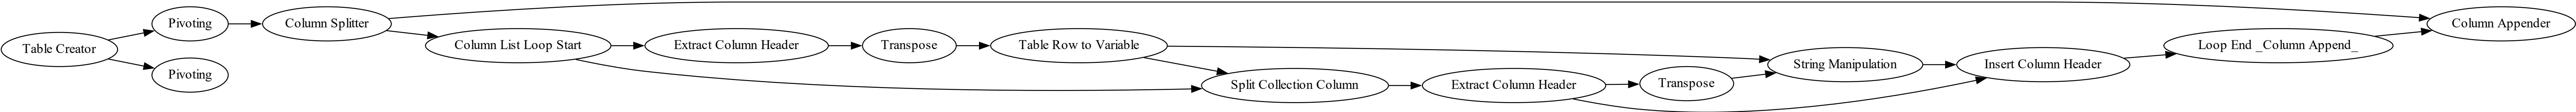 Table Creator
Pivoting
Pivoting
Column Splitter
Column List Loop Start
Extract Column Header
Transpose
Table Row to Variable
Split Collection Column
Extract Column Header
Transpose
String Manipulation
Insert Column Header
Loop End _Column Append_
Column Appender